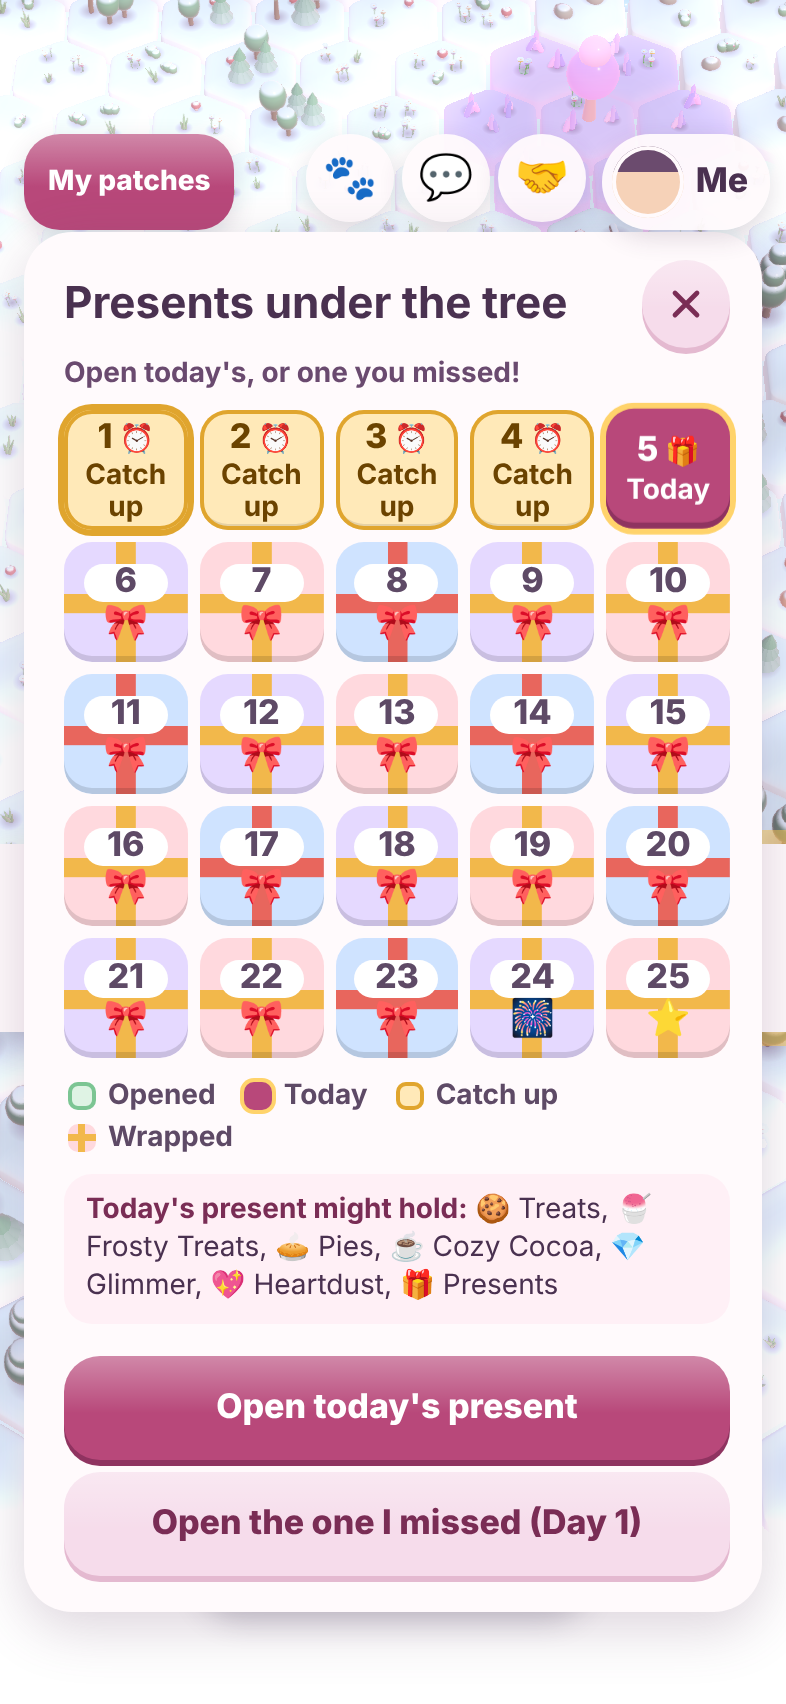 My patches
Me
Presents under the tree
Open today's, or one you missed!
1
Catch
up
2
Catch
up
3
Catch
up
4
Catch
up
5
Today
6
7
8
9
10
11
12
13
14
15
16
17
18
19
20
21
22
23
24
25
Opened
Today
Catch up
Wrapped
Today's present might hold: 🍪 Treats, 🍧
Frosty Treats, 🥧 Pies, ☕ Cozy Cocoa, 💎
Glimmer, 💖 Heartdust, 🎁 Presents
Open today's present
Open the one I missed (Day 1)